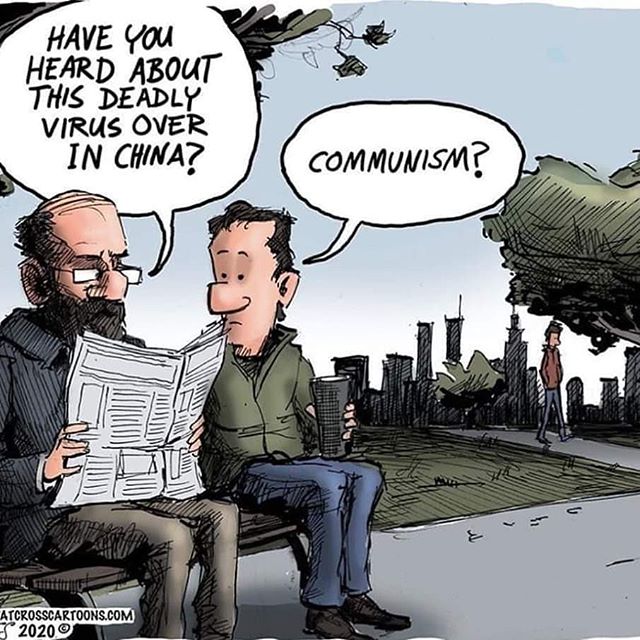 HAVE YOU
HEARD ABOUT
THIS DEADLY
VIRUS OVER
IN CHINA?
COMMUNISM?
ATCROSSCARTOONS.COM
2020©